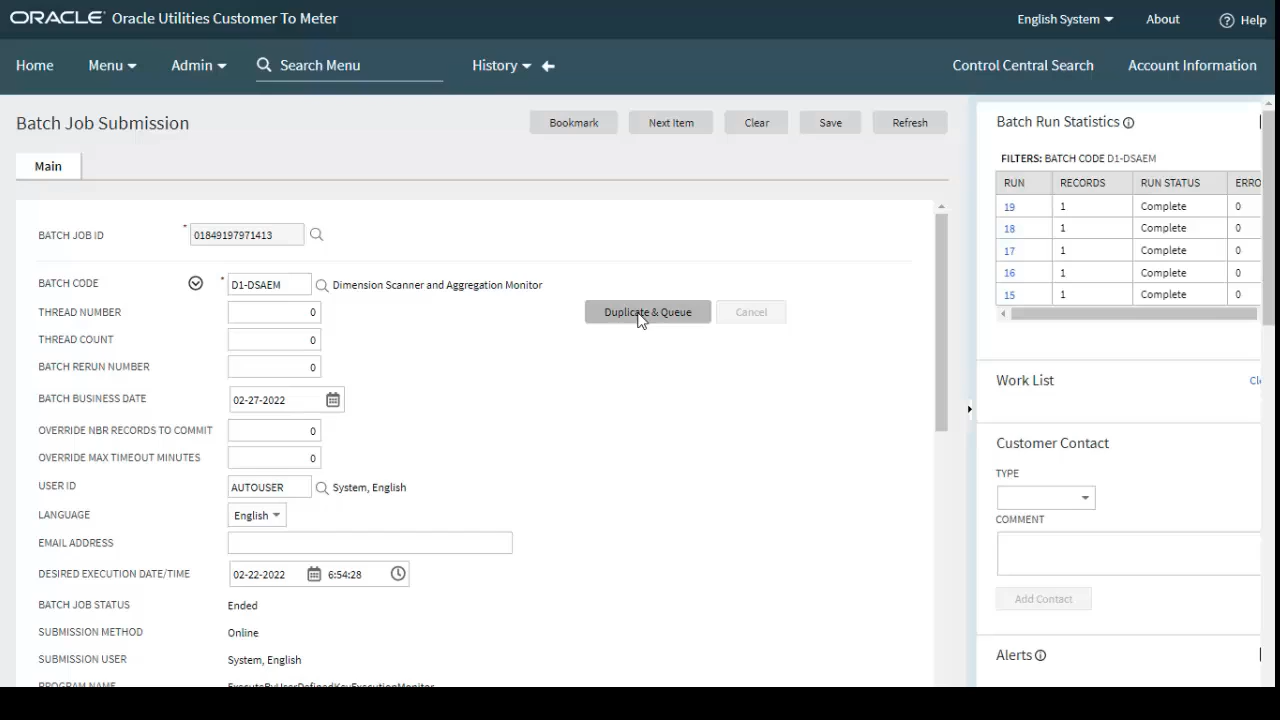 ORACLE Oracle Utilities Customer To Meter
English System About Help
Home Menu Admin Search Menu History Control Central Search Account Information
Batch Job Submission
Bookmark Next Item Clear Save Refresh
Main
BATCH JOB ID * 01849197971413
BATCH CODE * D1-DSAEM Dimension Scanner and Aggregation Monitor
THREAD NUMBER 0
Duplicate & Queue Cancel
THREAD COUNT 0
BATCH RERUN NUMBER 0
BATCH BUSINESS DATE 02-27-2022
OVERRIDE NBR RECORDS TO COMMIT 0
OVERRIDE MAX TIMEOUT MINUTES 0
USER ID AUTOUSER System, English
LANGUAGE English
EMAIL ADDRESS
DESIRED EXECUTION DATE/TIME 02-22-2022 6:54:28
BATCH JOB STATUS Ended
SUBMISSION METHOD Online
SUBMISSION USER System, English
PROGRAM NAME ExecuteByUserDefinedKeyExecutionMonitor
Batch Run Statistics
FILTERS: BATCH CODE D1-DSAEM
RUN RECORDS RUN STATUS ERRO
19 1 Complete 0
18 1 Complete 0
17 1 Complete 0
16 1 Complete 0
15 1 Complete 0
Work List
Cle
Customer Contact
TYPE
COMMENT
Add Contact
Alerts